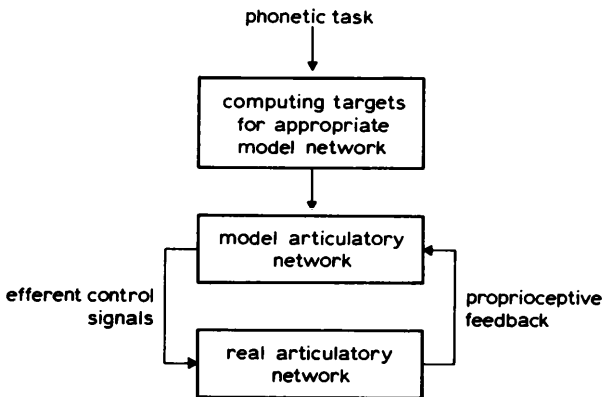 phonetic task
computing targets
for appropriate
model network
model articulatory
network
efferent control
signals
proprioceptive
feedback
real articulatory
network